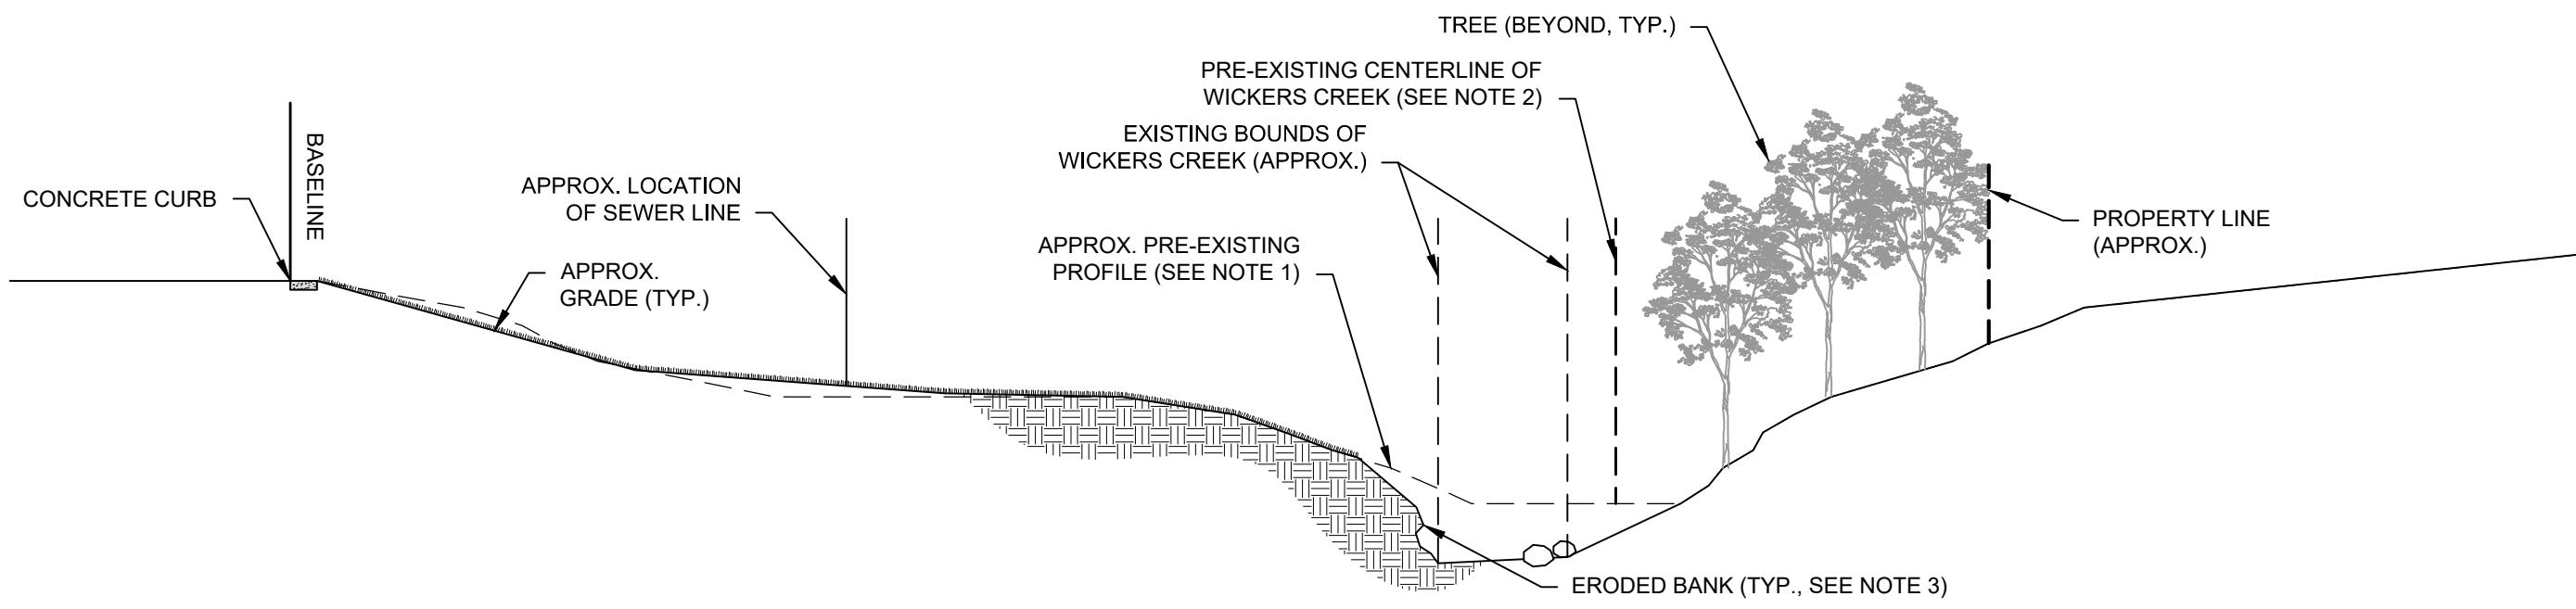 TREE (BEYOND, TYP.)
PRE-EXISTING CENTERLINE OF
WICKERS CREEK (SEE NOTE 2)
EXISTING BOUNDS OF
WICKERS CREEK (APPROX.)
BASELINE
CONCRETE CURB
APPROX. LOCATION
OF SEWER LINE
PROPERTY LINE
(APPROX.)
APPROX. PRE-EXISTING
PROFILE (SEE NOTE 1)
APPROX.
GRADE (TYP.)
ERODED BANK (TYP., SEE NOTE 3)